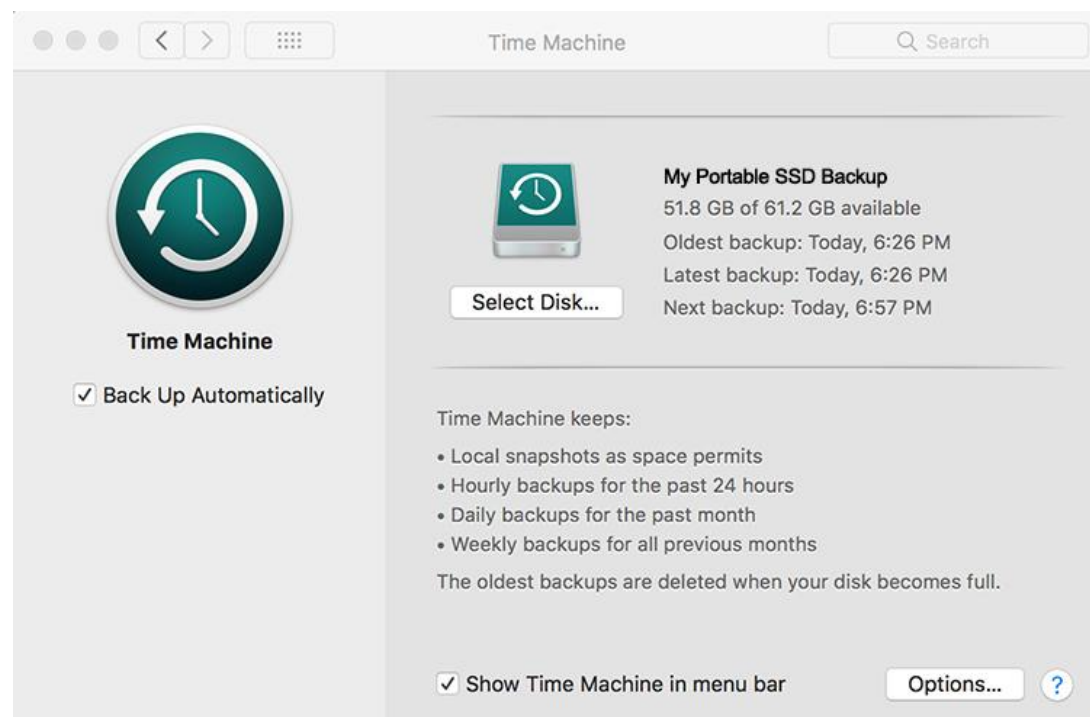 Time Machine
Search
Time Machine
✓ Back Up Automatically
My Portable SSD Backup
51.8 GB of 61.2 GB available
Oldest backup: Today, 6:26 PM
Latest backup: Today, 6:26 PM
Next backup: Today, 6:57 PM
Select Disk...
Time Machine keeps:
• Local snapshots as space permits
• Hourly backups for the past 24 hours
• Daily backups for the past month
• Weekly backups for all previous months
The oldest backups are deleted when your disk becomes full.
✓ Show Time Machine in menu bar
Options...
?